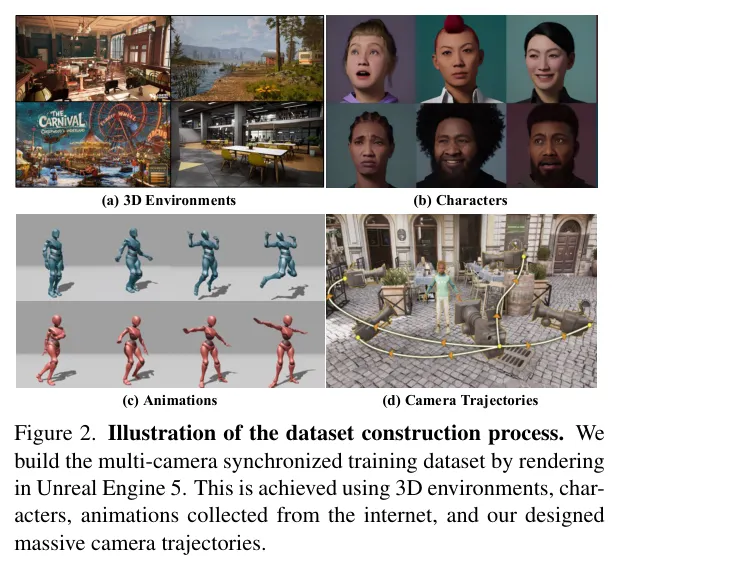 THE
CARNIVAL
(a) 3D Environments
(b) Characters
(c) Animations
(d) Camera Trajectories
Figure 2. Illustration of the dataset construction process. We
build the multi-camera synchronized training dataset by rendering
in Unreal Engine 5. This is achieved using 3D environments, char-
acters, animations collected from the internet, and our designed
massive camera trajectories.